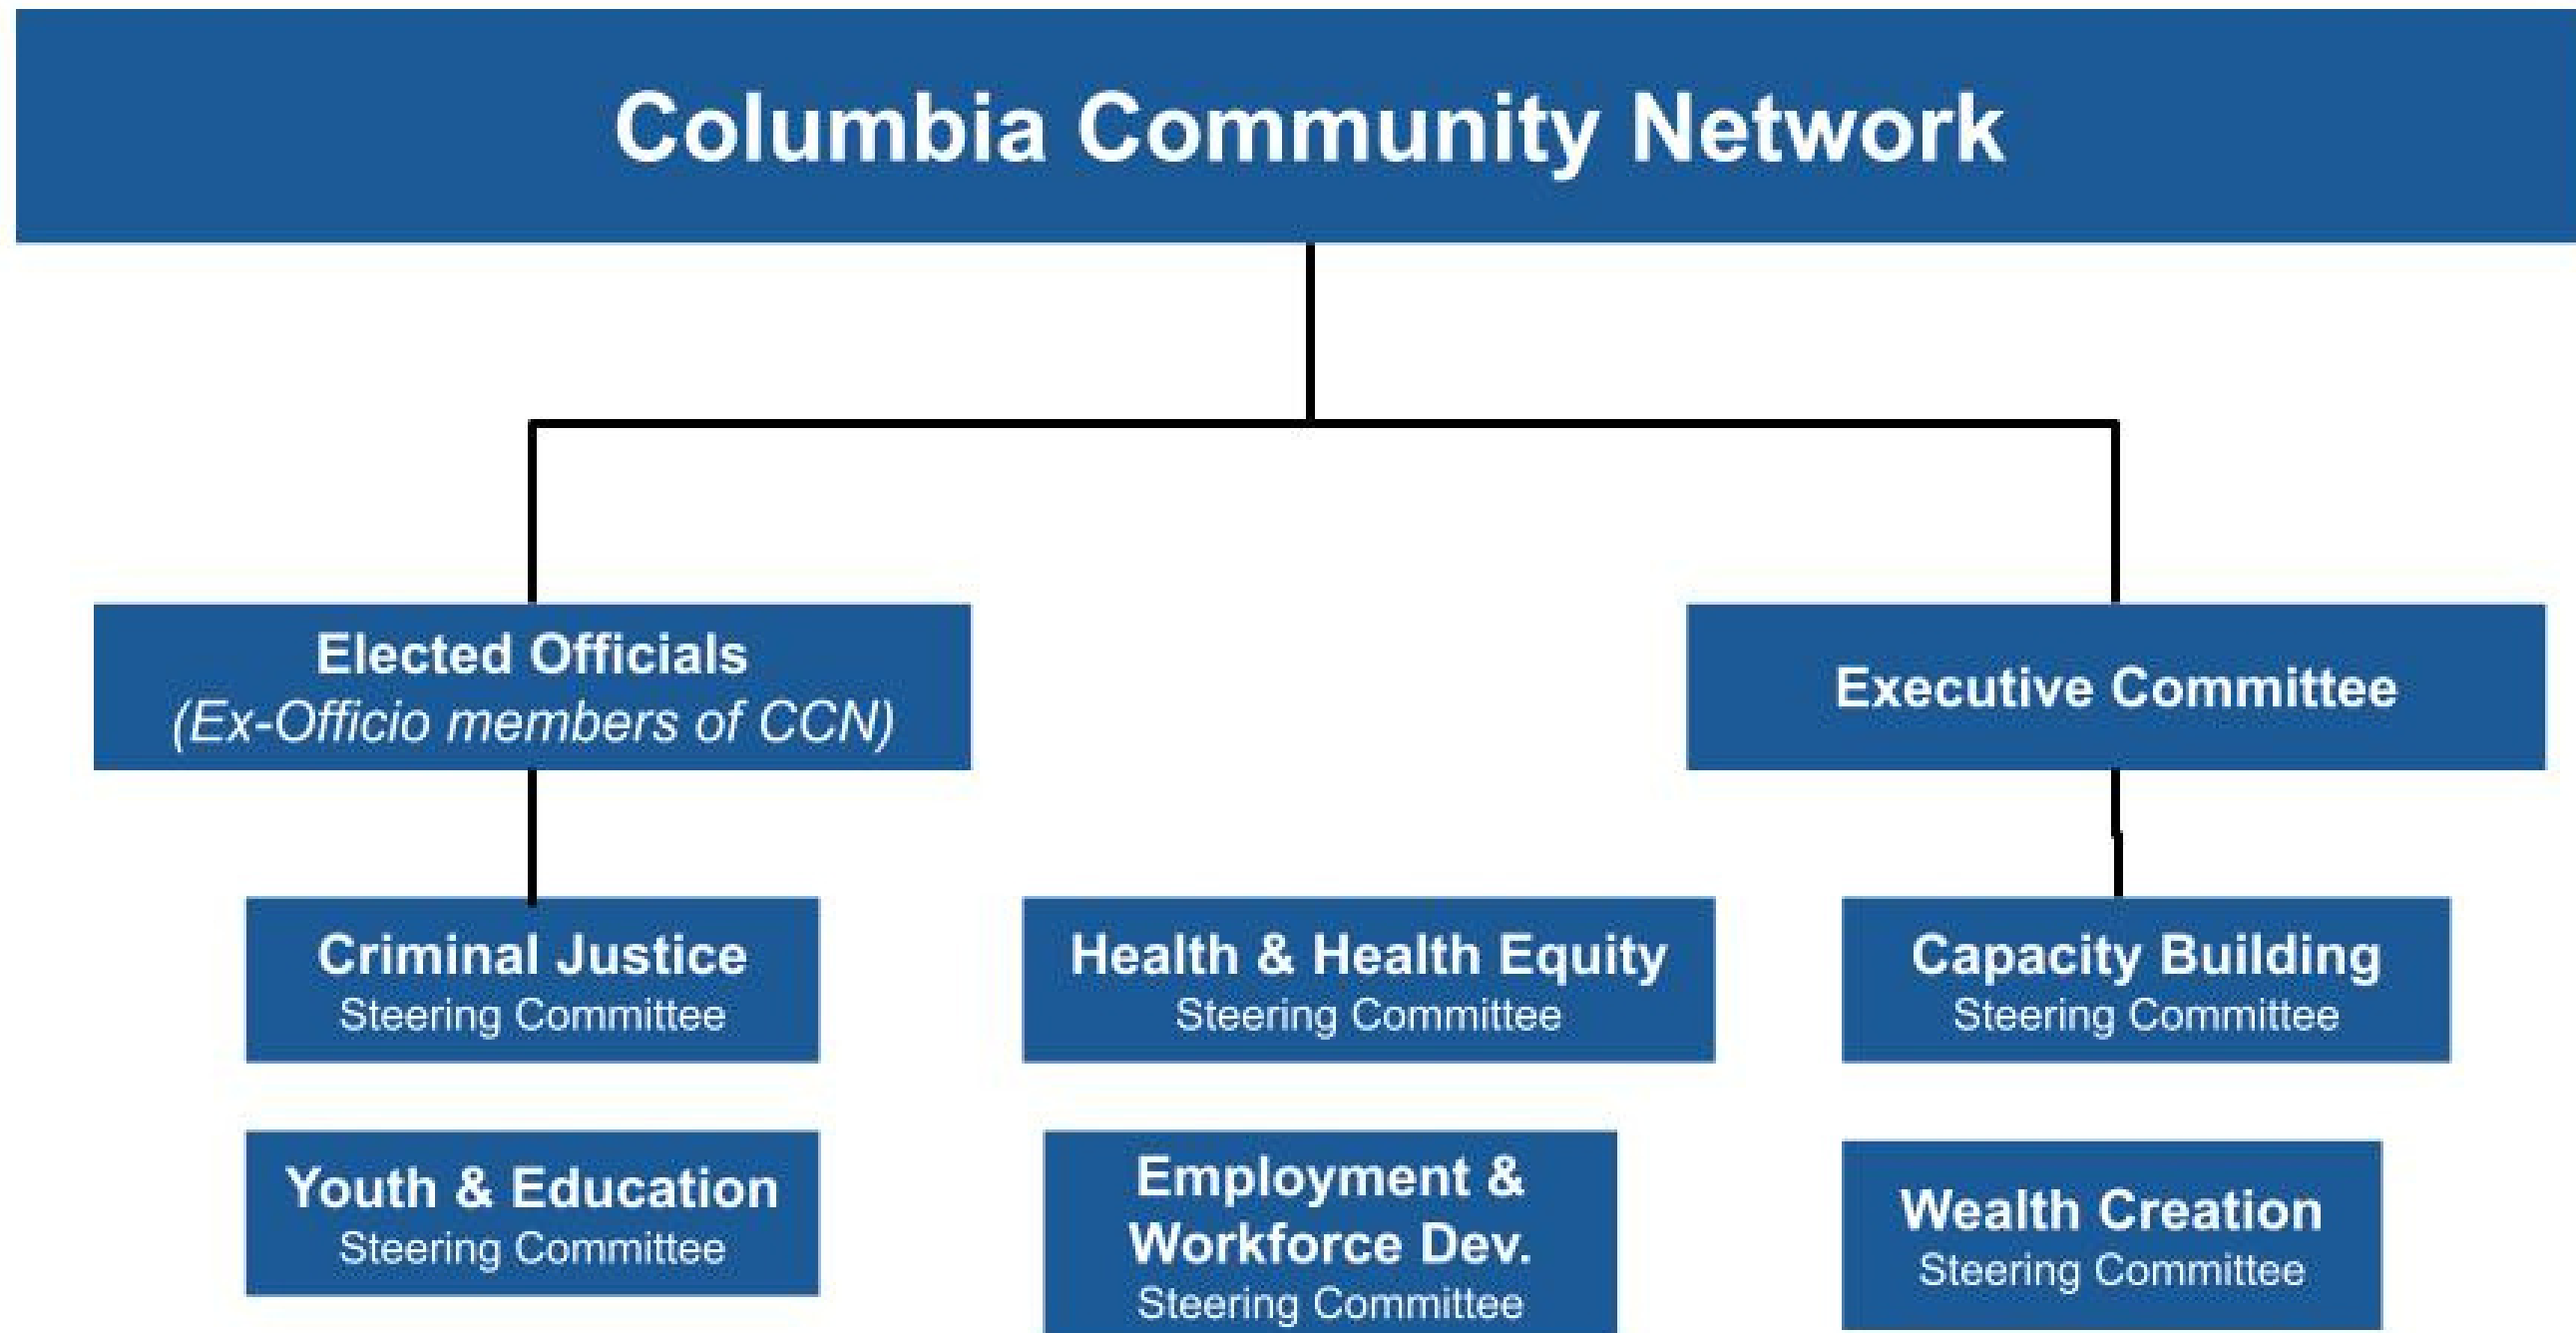 Columbia Community Network
Elected Officials
(Ex-Officio members of CCN)
Executive Committee
Criminal Justice
Steering Committee
Health & Health Equity
Steering Committee
Capacity Building
Steering Committee
Youth & Education
Steering Committee
Employment &
Workforce Dev.
Steering Committee
Wealth Creation
Steering Committee